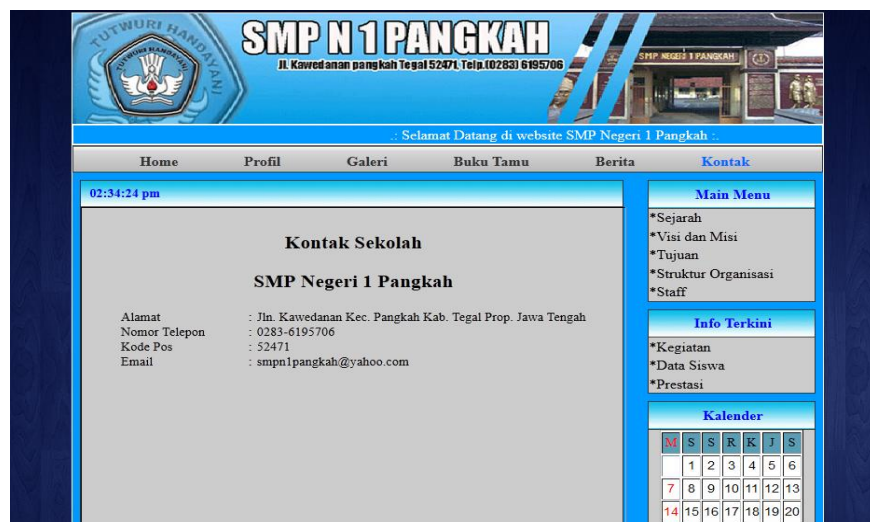 TUTWURI HANDAYANI
SMP N 1 PANGKAH
Jl. Kawedanan pangkah Tegal 52471, Telp.(0283) 6195706
SMP NEGERI 1 PANGKAH
.: Selamat Datang di website SMP Negeri 1 Pangkah :.
Home Profil Galeri Buku Tamu Berita Kontak
02:34:24 pm
Kontak Sekolah
SMP Negeri 1 Pangkah
Alamat : Jln. Kawedanan Kec. Pangkah Kab. Tegal Prop. Jawa Tengah
Nomor Telepon : 0283-6195706
Kode Pos : 52471
Email : smpn1pangkah@yahoo.com
Main Menu
*Sejarah
*Visi dan Misi
*Tujuan
*Struktur Organisasi
*Staff
Info Terkini
*Kegiatan
*Data Siswa
*Prestasi
Kalender
M S S R K J S
1 2 3 4 5 6
7 8 9 10 11 12 13
14 15 16 17 18 19 20